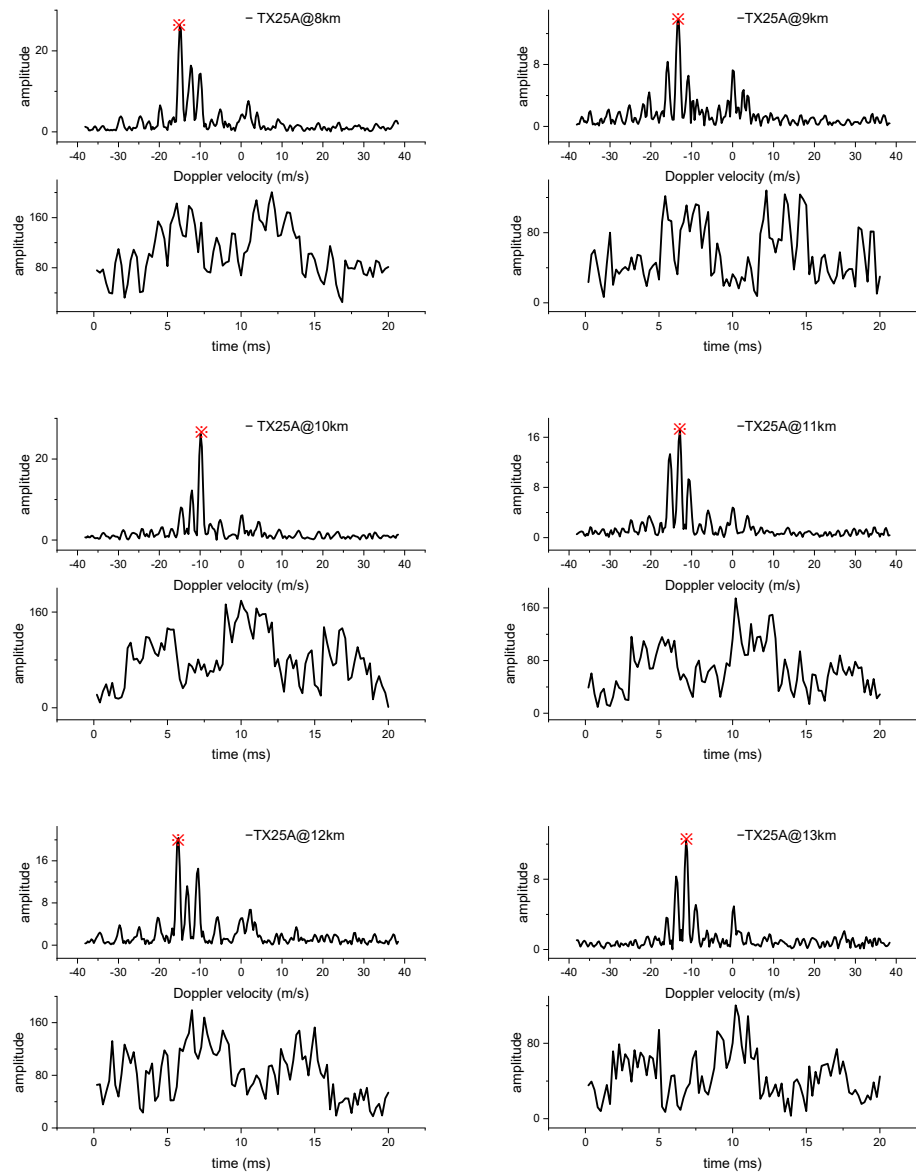 − TX25A@8km
amplitude
20
0
-40 -30 -20 -10 0 10 20 30 40
Doppler velocity (m/s)
amplitude
160
80
0 5 10 15 20
time (ms)
−TX25A@9km
amplitude
8
0
-40 -30 -20 -10 0 10 20 30 40
Doppler velocity (m/s)
amplitude
80
0
0 5 10 15 20
time (ms)
− TX25A@10km
amplitude
20
0
-40 -30 -20 -10 0 10 20 30 40
Doppler velocity (m/s)
amplitude
160
80
0
0 5 10 15 20
time (ms)
−TX25A@11km
amplitude
16
8
0
-40 -30 -20 -10 0 10 20 30 40
Doppler velocity (m/s)
amplitude
160
80
0
0 5 10 15 20
time (ms)
−TX25A@12km
amplitude
16
8
0
-40 -30 -20 -10 0 10 20 30 40
Doppler velocity (m/s)
amplitude
160
80
0
0 5 10 15 20
time (ms)
−TX25A@13km
amplitude
8
0
-40 -30 -20 -10 0 10 20 30 40
Doppler velocity (m/s)
amplitude
80
0
0 5 10 15 20
time (ms)